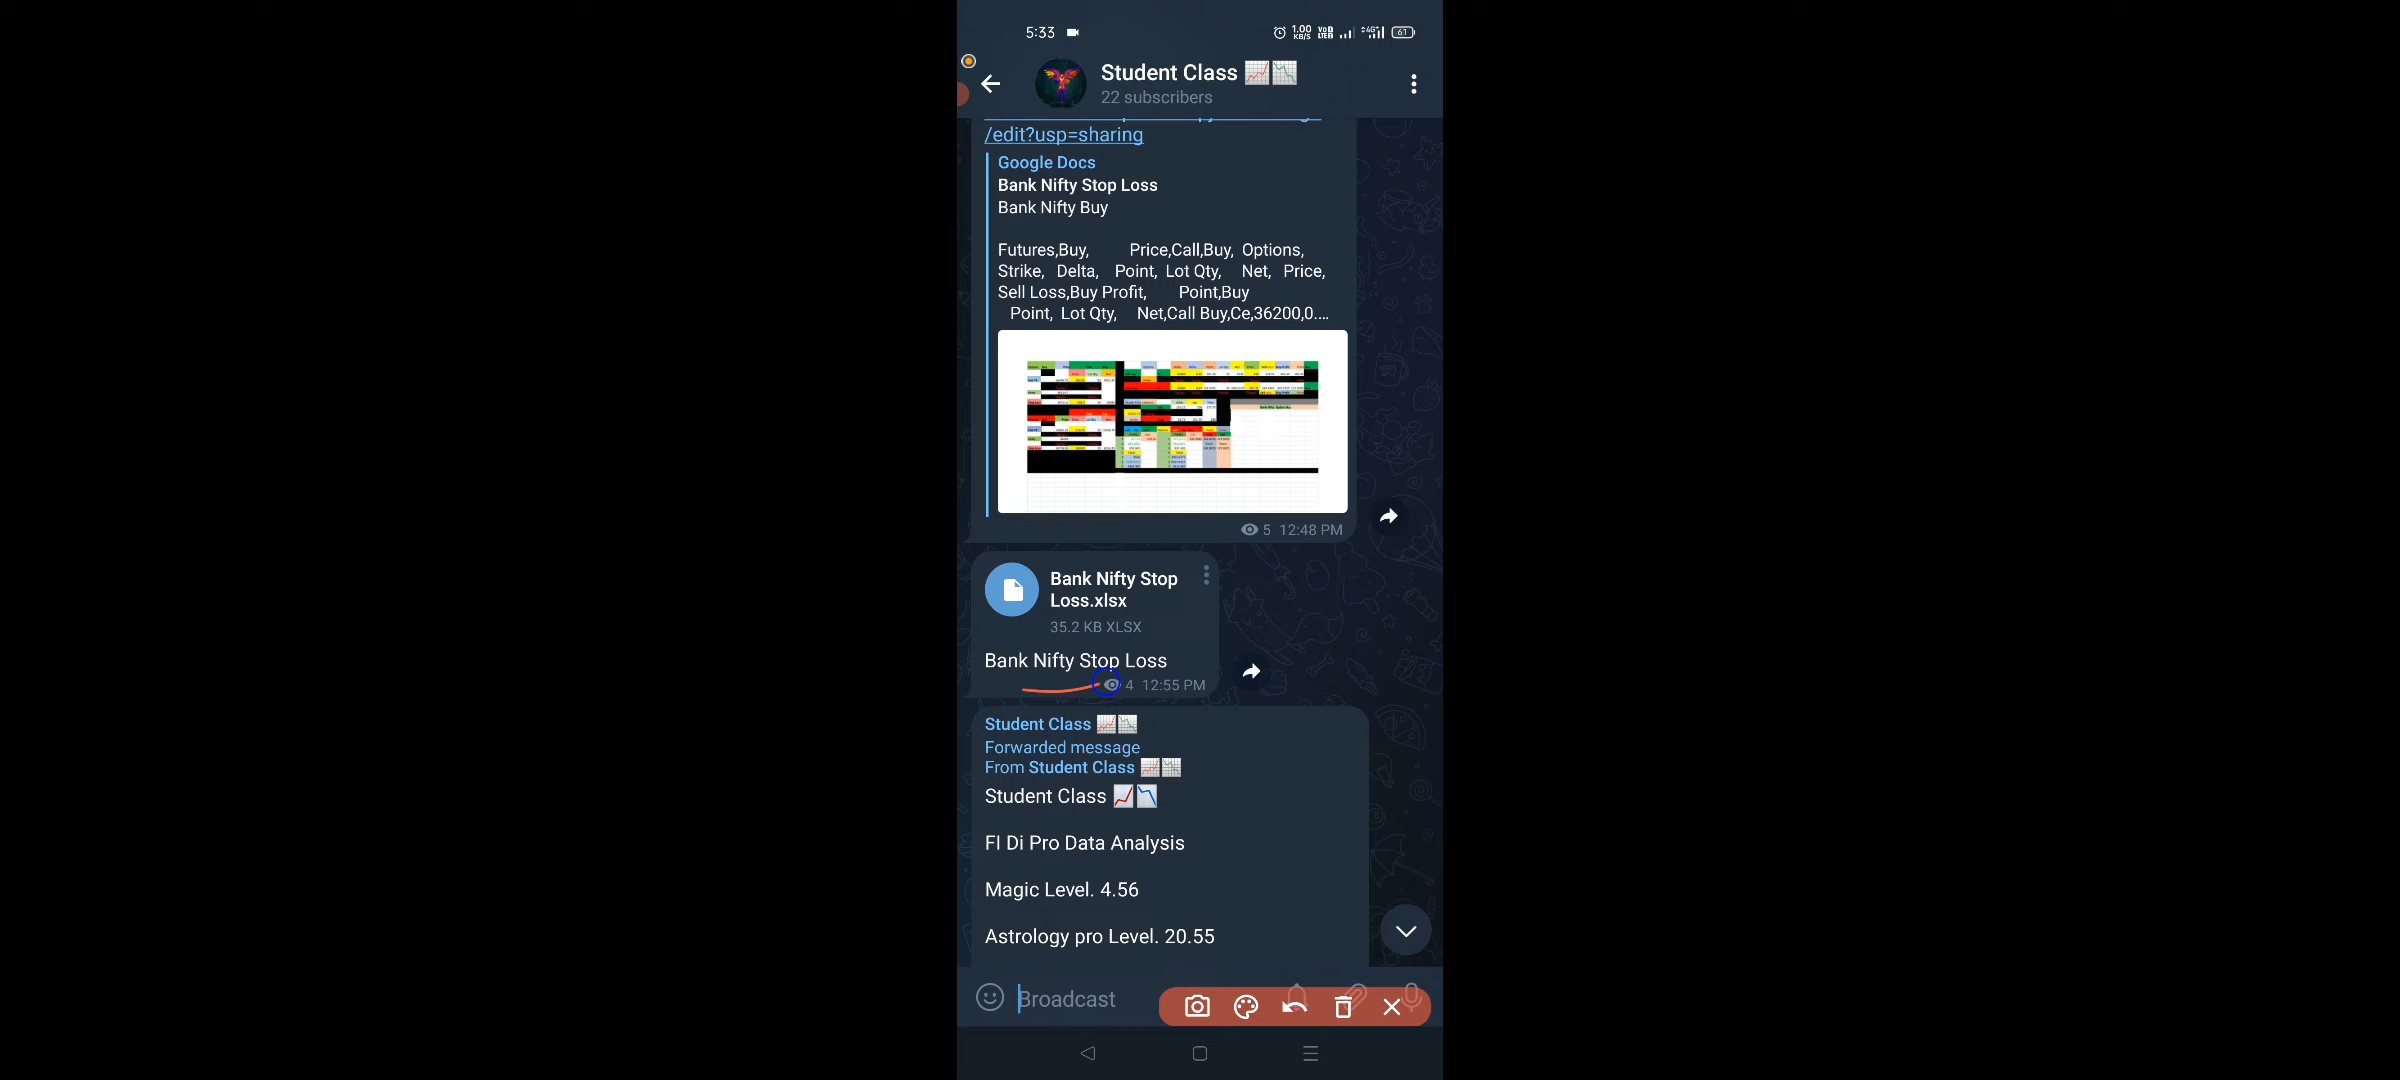 5:33
1.00 KB/S
61
Student Class
22 subscribers
/edit?usp=sharing
Google Docs
Bank Nifty Stop Loss
Bank Nifty Buy
Futures,Buy, Price,Call,Buy, Options,
Strike, Delta, Point, Lot Qty, Net, Price,
Sell Loss,Buy Profit, Point,Buy
Point, Lot Qty, Net,Call Buy,Ce,36200,0....
5 12:48 PM
Bank Nifty Stop
Loss.xlsx
35.2 KB XLSX
Bank Nifty Stop Loss
4 12:55 PM
Student Class
Forwarded message
From Student Class
Student Class
FI Di Pro Data Analysis
Magic Level. 4.56
Astrology pro Level. 20.55
Broadcast